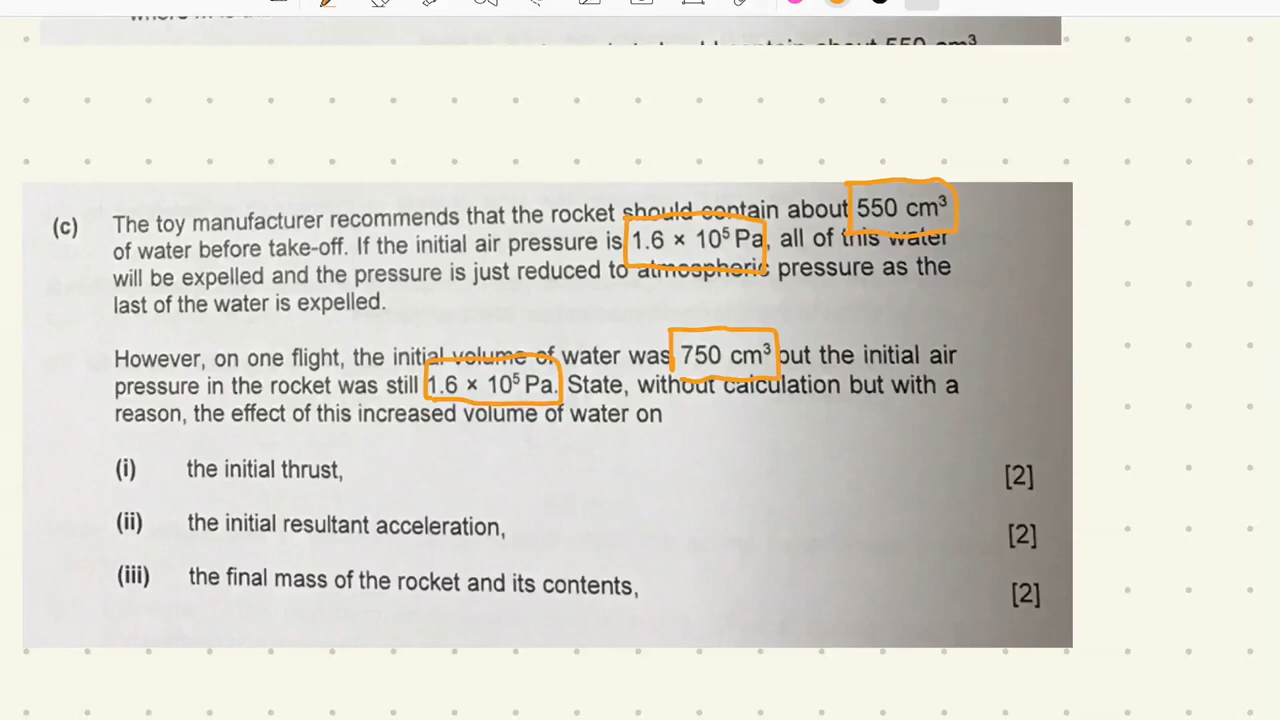 should contain about 550 cm³
(c) The toy manufacturer recommends that the rocket should contain about 550 cm³
of water before take-off. If the initial air pressure is 1.6 × 10⁵ Pa, all of this water
will be expelled and the pressure is just reduced to atmospheric pressure as the
last of the water is expelled.
However, on one flight, the initial volume of water was 750 cm³ but the initial air
pressure in the rocket was still 1.6 × 10⁵ Pa. State, without calculation but with a
reason, the effect of this increased volume of water on
(i) the initial thrust, [2]
(ii) the initial resultant acceleration, [2]
(iii) the final mass of the rocket and its contents, [2]